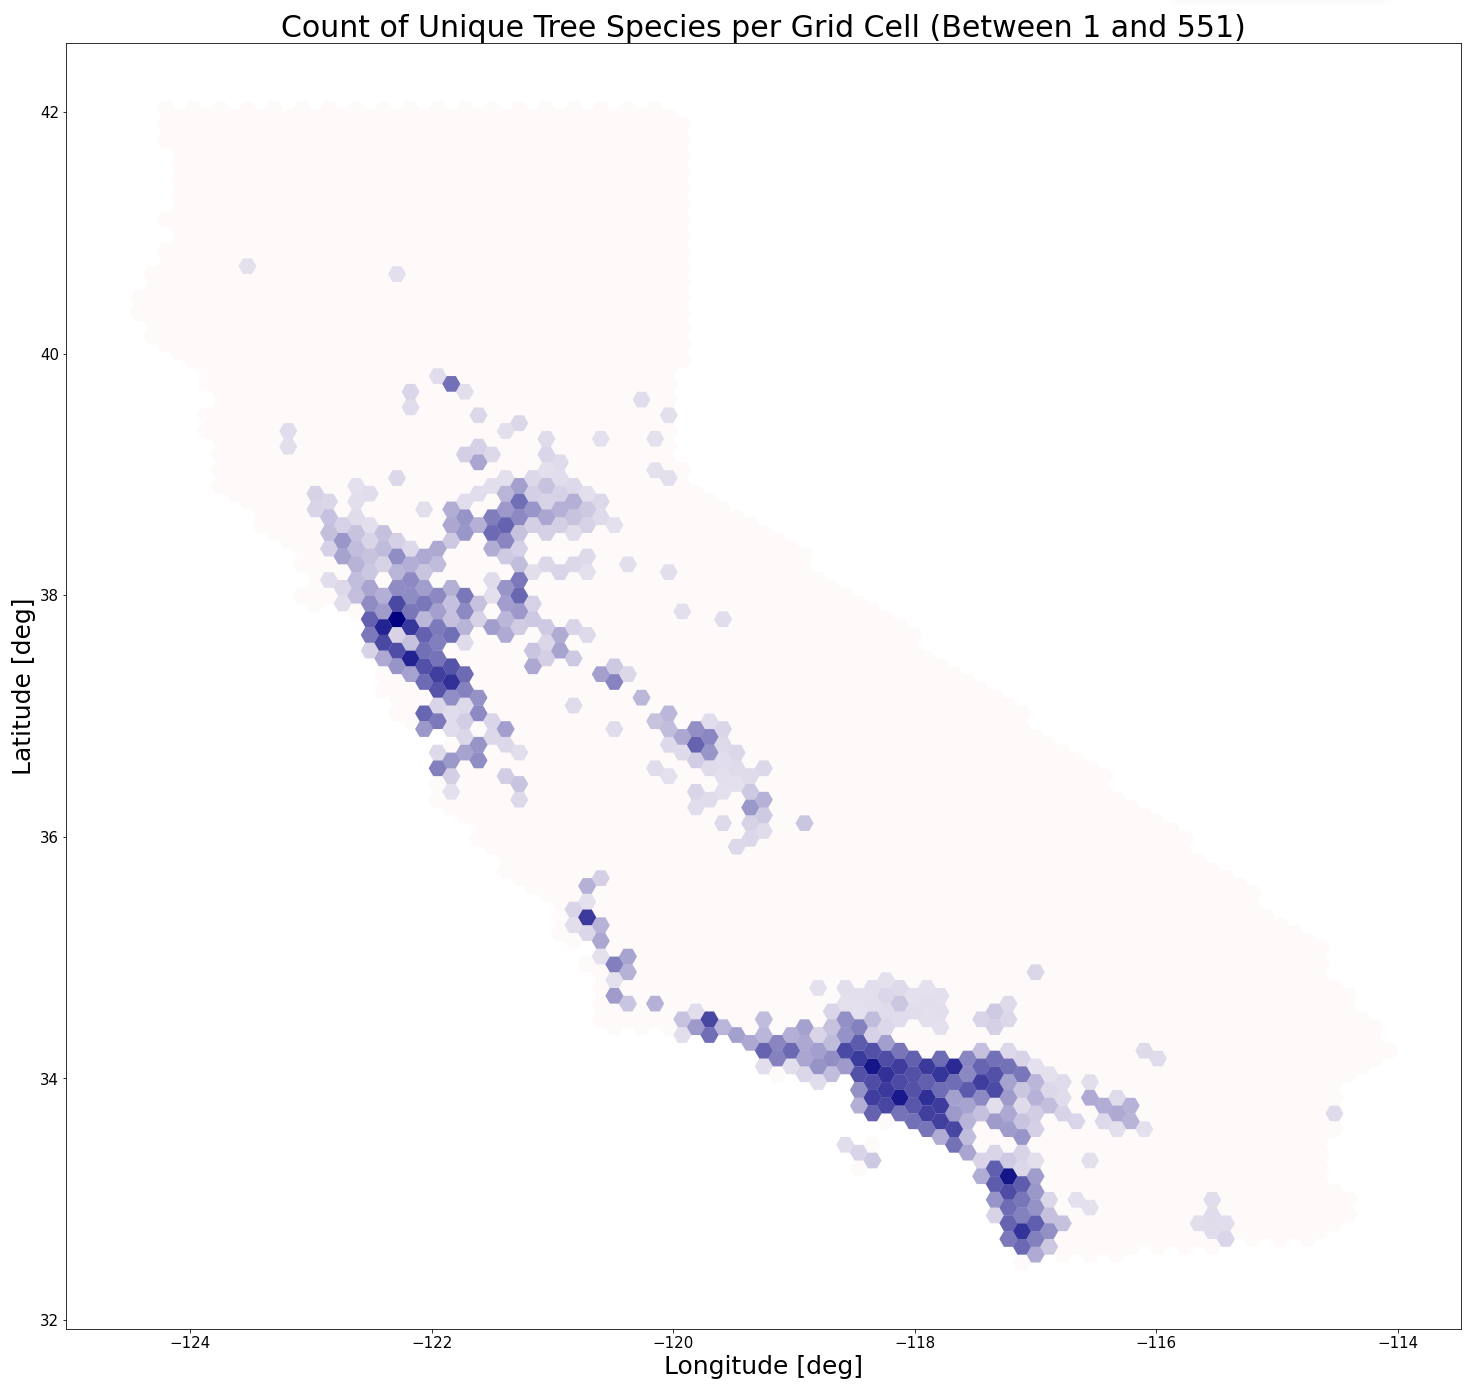 Count of Unique Tree Species per Grid Cell (Between 1 and 551)
42
40
38
36
34
32
Latitude [deg]
−124 −122 −120 −118 −116 −114
Longitude [deg]